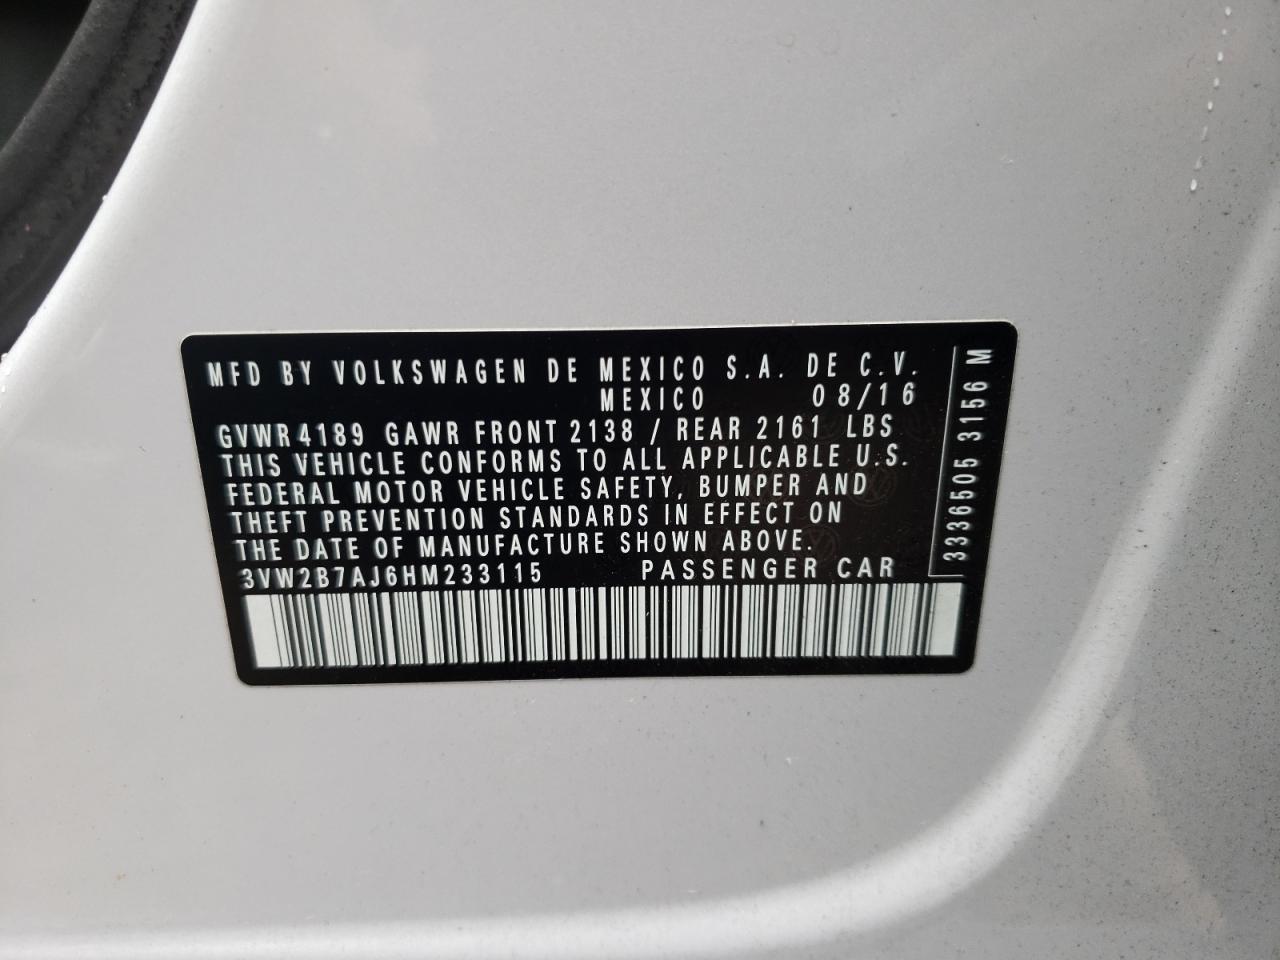 MFD BY VOLKSWAGEN DE MEXICO S.A. DE C.V.
MEXICO 08/16
GVWR 4189 GAWR FRONT 2138 / REAR 2161 LBS
THIS VEHICLE CONFORMS TO ALL APPLICABLE U.S.
FEDERAL MOTOR VEHICLE SAFETY, BUMPER AND
THEFT PREVENTION STANDARDS IN EFFECT ON
THE DATE OF MANUFACTURE SHOWN ABOVE.
3VW2B7AJ6HM233115 PASSENGER CAR
3336505 3156 M